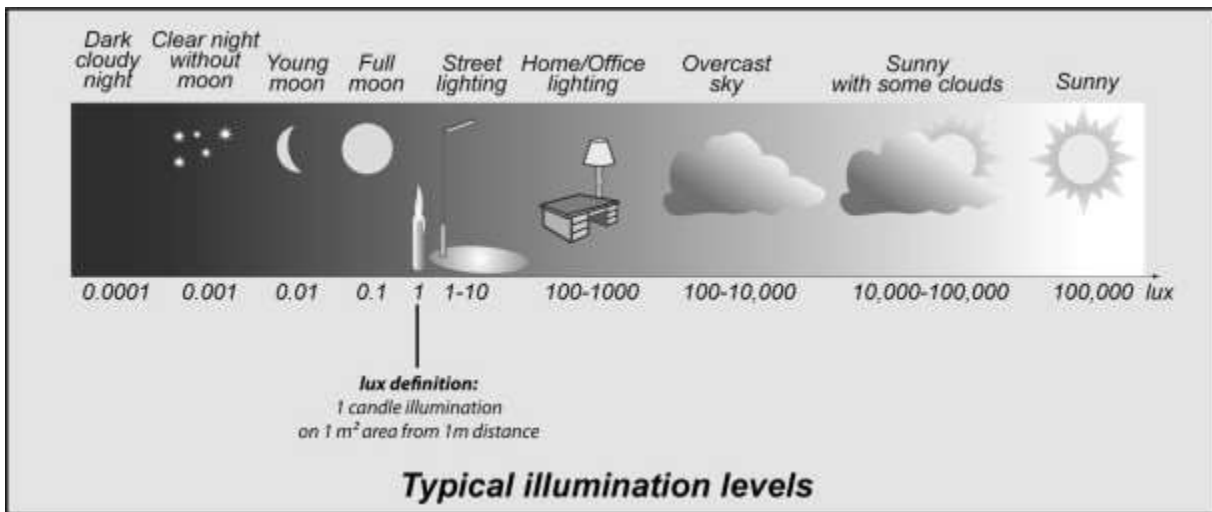 Dark
cloudy
night
Clear night
without
moon
Young
moon
Full
moon
Street
lighting
Home/Office
lighting
Overcast
sky
Sunny
with some clouds
Sunny
0.0001 0.001 0.01 0.1 1 1-10 100-1000 100-10,000 10,000-100,000 100,000 lux
lux definition:
1 candle illumination
on 1 m² area from 1m distance
Typical illumination levels